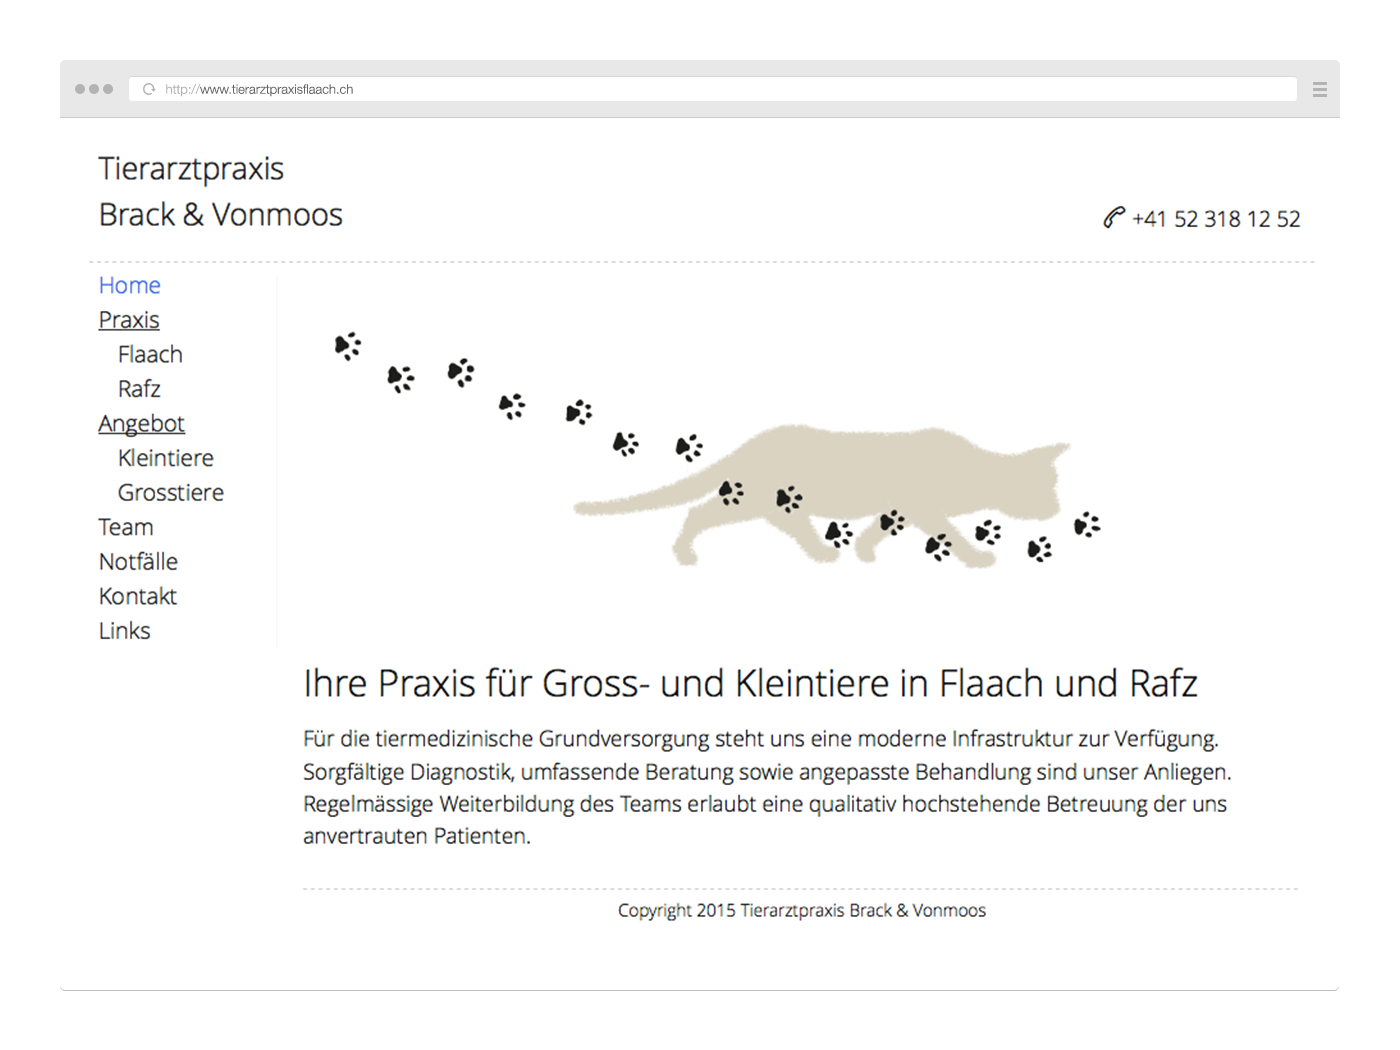 http://www.tierarztpraxisflaach.ch
Tierarztpraxis
Brack & Vonmoos
+41 52 318 12 52
Home
Praxis
Flaach
Rafz
Angebot
Kleintiere
Grosstiere
Team
Notfälle
Kontakt
Links
Ihre Praxis für Gross- und Kleintiere in Flaach und Rafz
Für die tiermedizinische Grundversorgung steht uns eine moderne Infrastruktur zur Verfügung.
Sorgfältige Diagnostik, umfassende Beratung sowie angepasste Behandlung sind unser Anliegen.
Regelmässige Weiterbildung des Teams erlaubt eine qualitativ hochstehende Betreuung der uns
anvertrauten Patienten.
Copyright 2015 Tierarztpraxis Brack & Vonmoos